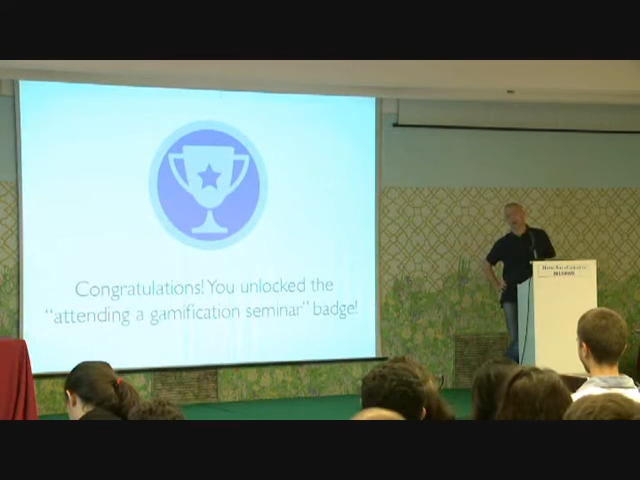 Congratulations! You unlocked the
“attending a gamification seminar” badge!